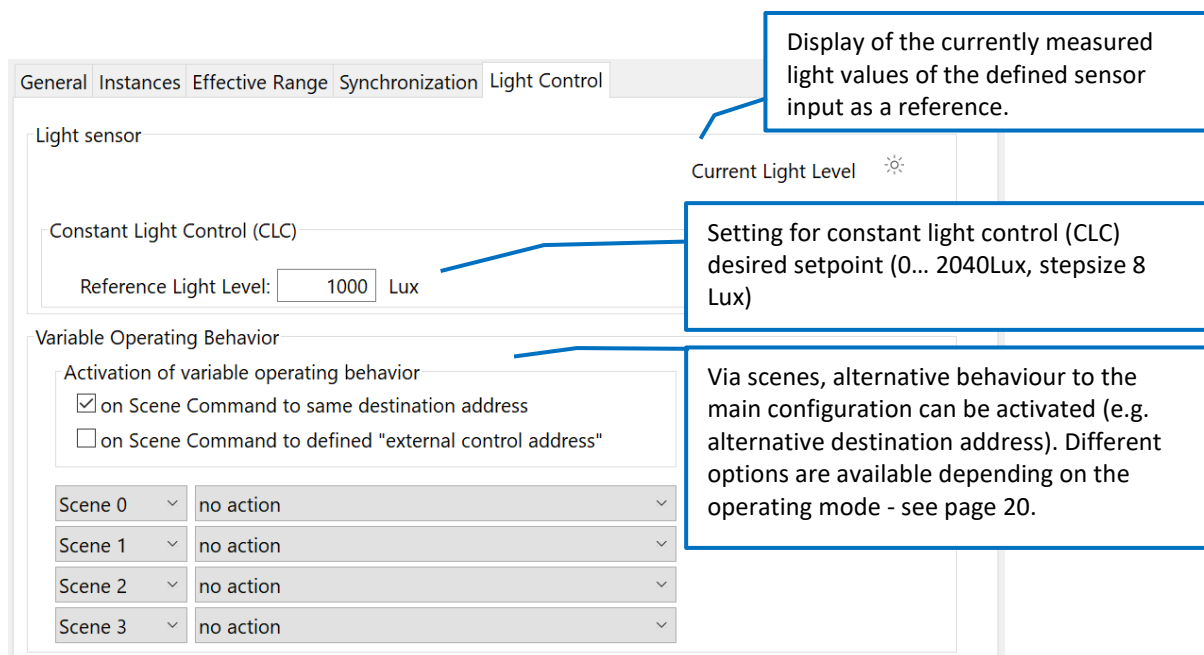 Display of the currently measured
light values of the defined sensor
input as a reference.
General Instances Effective Range Synchronization Light Control
Light sensor
Current Light Level
Constant Light Control (CLC)
Reference Light Level: 1000 Lux
Setting for constant light control (CLC)
desired setpoint (0... 2040Lux, stepsize 8
Lux)
Variable Operating Behavior
Activation of variable operating behavior
on Scene Command to same destination address
on Scene Command to defined "external control address"
Via scenes, alternative behaviour to the
main configuration can be activated (e.g.
alternative destination address). Different
options are available depending on the
operating mode - see page 20.
Scene 0 no action
Scene 1 no action
Scene 2 no action
Scene 3 no action